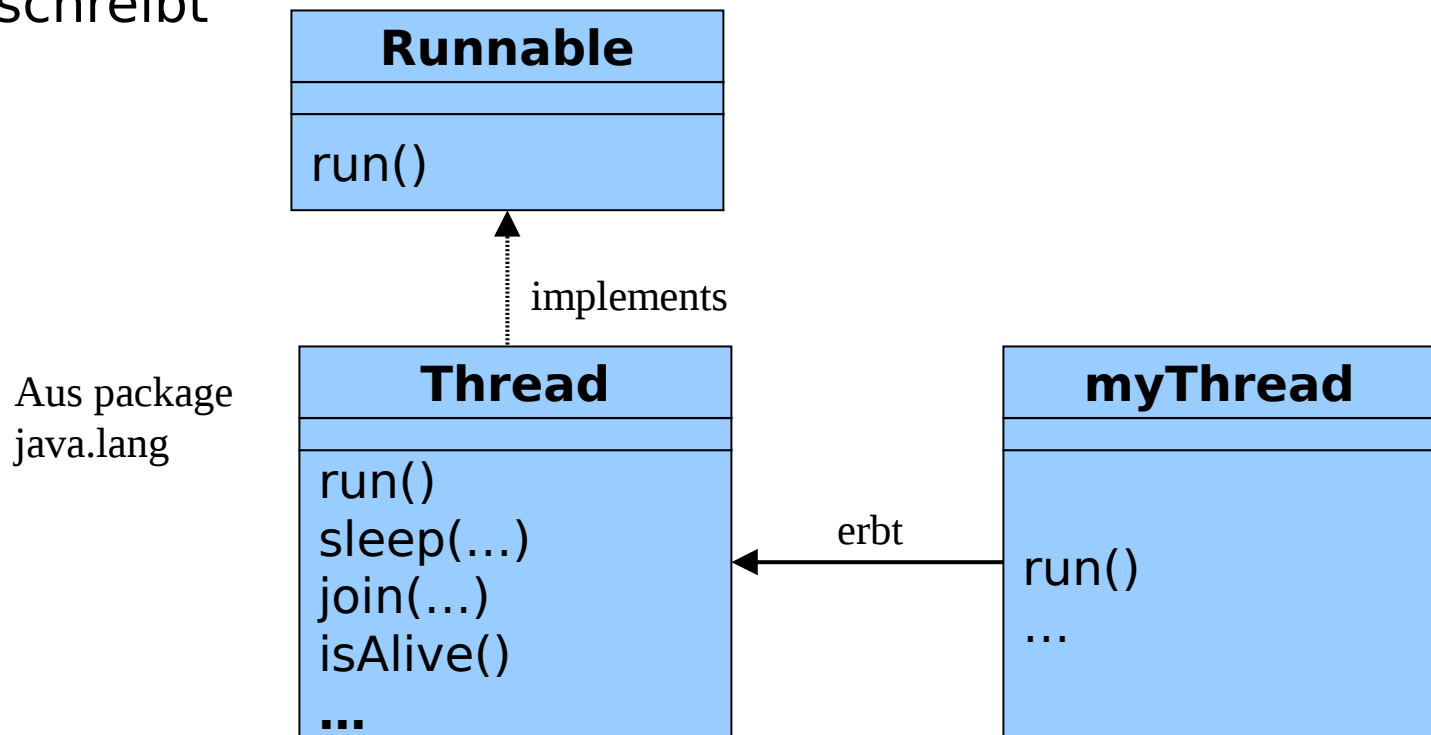 schreibt
Runnable
run()
implements
Aus package
java.lang
Thread
run()
sleep(...)
join(...)
isAlive()
...
erbt
myThread
run()
...